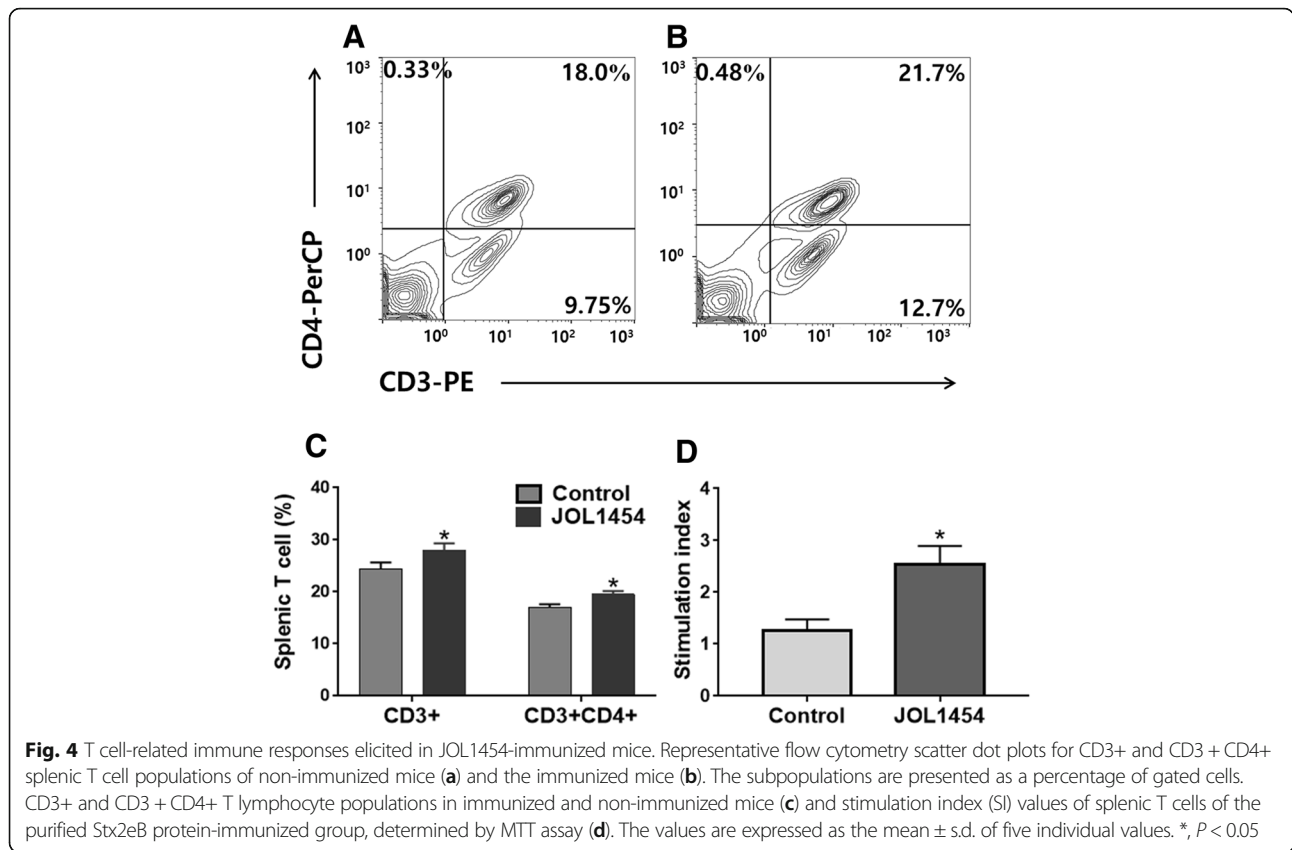 A
B
10³
10²
10¹
10⁰
0.33%
18.0%
9.75%
10⁰ 10¹ 10² 10³
10³
10²
10¹
10⁰
0.48%
21.7%
12.7%
10⁰ 10¹ 10² 10³
CD4-PerCP
CD3-PE
C
Splenic T cell (%)
40
30
20
10
0
Control
JOL1454
*
*
CD3+ CD3+CD4+
D
Stimulation index
4
3
2
1
0
*
Control JOL1454
Fig. 4 T cell-related immune responses elicited in JOL1454-immunized mice. Representative flow cytometry scatter dot plots for CD3+ and CD3 + CD4+
splenic T cell populations of non-immunized mice (a) and the immunized mice (b). The subpopulations are presented as a percentage of gated cells.
CD3+ and CD3 + CD4+ T lymphocyte populations in immunized and non-immunized mice (c) and stimulation index (SI) values of splenic T cells of the
purified Stx2eB protein-immunized group, determined by MTT assay (d). The values are expressed as the mean ± s.d. of five individual values. *, P < 0.05